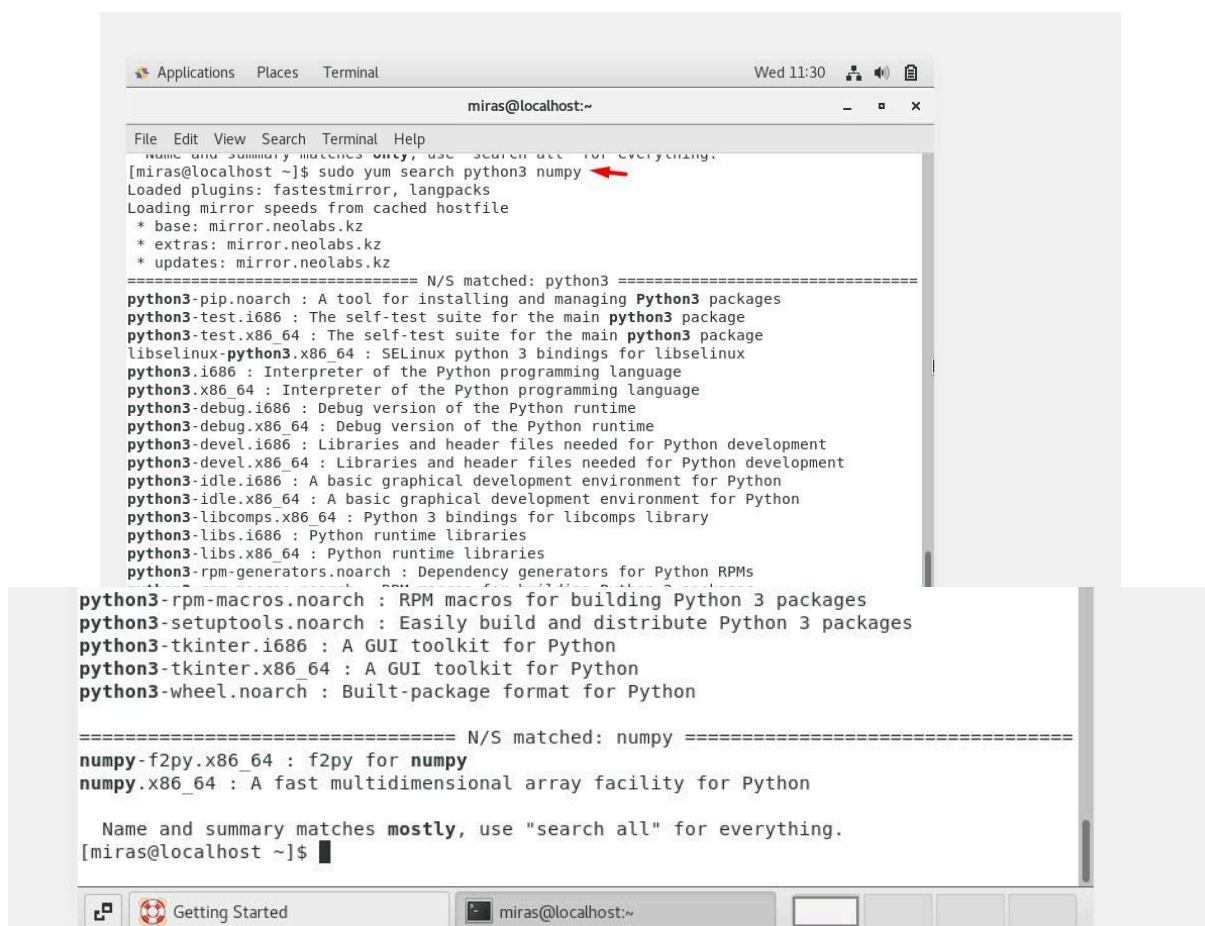 Applications Places Terminal Wed 11:30
miras@localhost:~
File Edit View Search Terminal Help
Name and summary matches only, use "search all" for everything.
[miras@localhost ~]$ sudo yum search python3 numpy
Loaded plugins: fastestmirror, langpacks
Loading mirror speeds from cached hostfile
* base: mirror.neolabs.kz
* extras: mirror.neolabs.kz
* updates: mirror.neolabs.kz
================================ N/S matched: python3 =================================
python3-pip.noarch : A tool for installing and managing Python3 packages
python3-test.i686 : The self-test suite for the main python3 package
python3-test.x86_64 : The self-test suite for the main python3 package
libselinux-python3.x86_64 : SELinux python 3 bindings for libselinux
python3.i686 : Interpreter of the Python programming language
python3.x86_64 : Interpreter of the Python programming language
python3-debug.i686 : Debug version of the Python runtime
python3-debug.x86_64 : Debug version of the Python runtime
python3-devel.i686 : Libraries and header files needed for Python development
python3-devel.x86_64 : Libraries and header files needed for Python development
python3-idle.i686 : A basic graphical development environment for Python
python3-idle.x86_64 : A basic graphical development environment for Python
python3-libcomps.x86_64 : Python 3 bindings for libcomps library
python3-libs.i686 : Python runtime libraries
python3-libs.x86_64 : Python runtime libraries
python3-rpm-generators.noarch : Dependency generators for Python RPMs
python3-rpm-macros.noarch : RPM macros for building Python 3 packages
python3-setuptools.noarch : Easily build and distribute Python 3 packages
python3-tkinter.i686 : A GUI toolkit for Python
python3-tkinter.x86_64 : A GUI toolkit for Python
python3-wheel.noarch : Built-package format for Python
================================= N/S matched: numpy ==================================
numpy-f2py.x86_64 : f2py for numpy
numpy.x86_64 : A fast multidimensional array facility for Python
Name and summary matches mostly, use "search all" for everything.
[miras@localhost ~]$
Getting Started miras@localhost:~